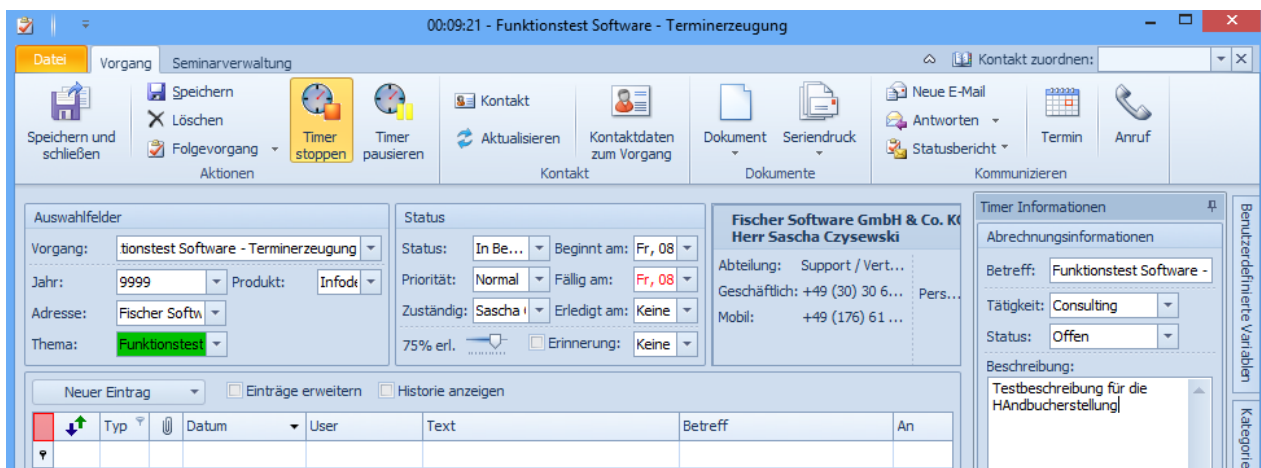 00:09:21 - Funktionstest Software - Terminerzeugung
Datei Vorgang Seminarverwaltung Kontakt zuordnen:
Speichern und schließen
Speichern
Löschen
Folgevorgang
Timer stoppen
Timer pausieren
Aktionen
Kontakt
Aktualisieren
Kontaktdaten zum Vorgang
Kontakt
Dokument
Seriendruck
Dokumente
Neue E-Mail
Antworten
Statusbericht
Termin
Anruf
Kommunizieren
Auswahlfelder
Vorgang: tionstest Software - Terminerzeugung
Jahr: 9999 Produkt: Infode
Adresse: Fischer Softw
Thema: Funktionstest
Status
Status: In Be... Beginnt am: Fr, 08
Priorität: Normal Fällig am: Fr, 08
Zuständig: Sascha Erledigt am: Keine
75% erl. Erinnerung: Keine
Fischer Software GmbH & Co. KG
Herr Sascha Czysewski
Abteilung: Support / Vert...
Geschäftlich: +49 (30) 30 6... Pers...
Mobil: +49 (176) 61 ...
Timer Informationen
Abrechnungsinformationen
Betreff: Funktionstest Software -
Tätigkeit: Consulting
Status: Offen
Beschreibung:
Testbeschreibung für die
HAndbucherstellung
Benutzerdefinierte Variablen
Kategorie
Neuer Eintrag Einträge erweitern Historie anzeigen
Typ Datum User Text Betreff An